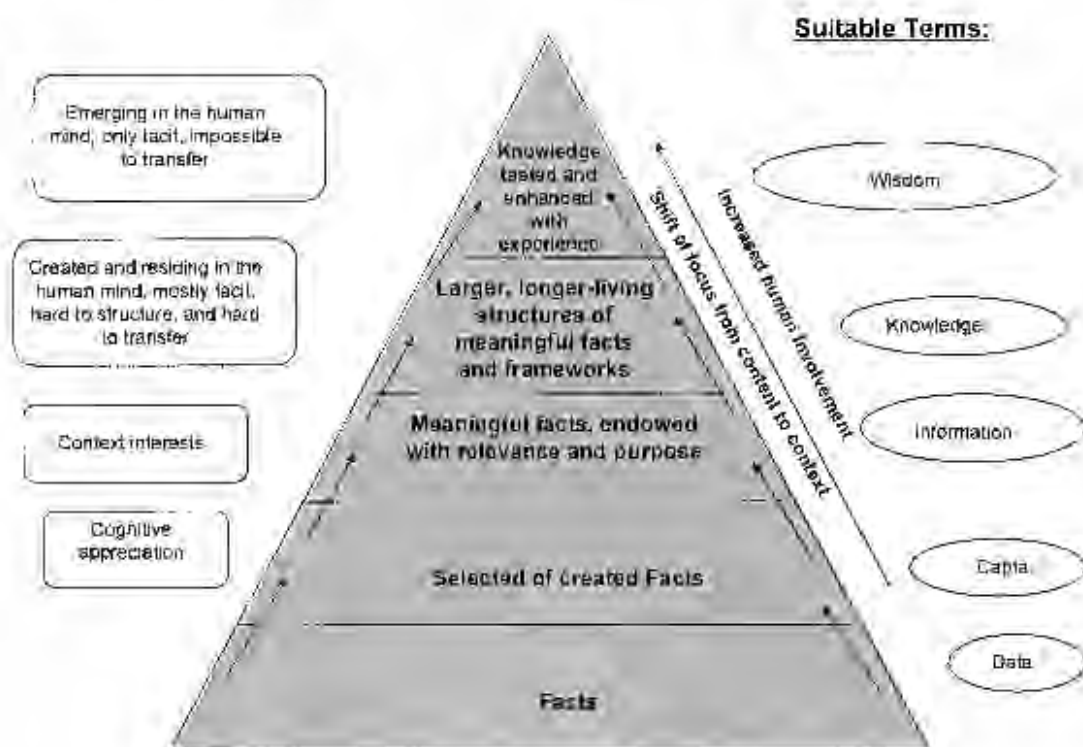 Suitable Terms:
Emerging in the human
mind, only tacit, impossible
to transfer
Knowledge
tested and
enhanced
with
experience
Wisdom
Created and residing in the
human mind, mostly tacit,
hard to structure, and hard
to transfer
Larger, longer-living
structures of
meaningful facts
and frameworks
Shift of focus from content to context
Increased human involvement
Knowledge
Context interests
Meaningful facts, endowed
with relevance and purpose
Information
Cognitive
appreciation
Selected of created Facts
Capta
Facts
Data